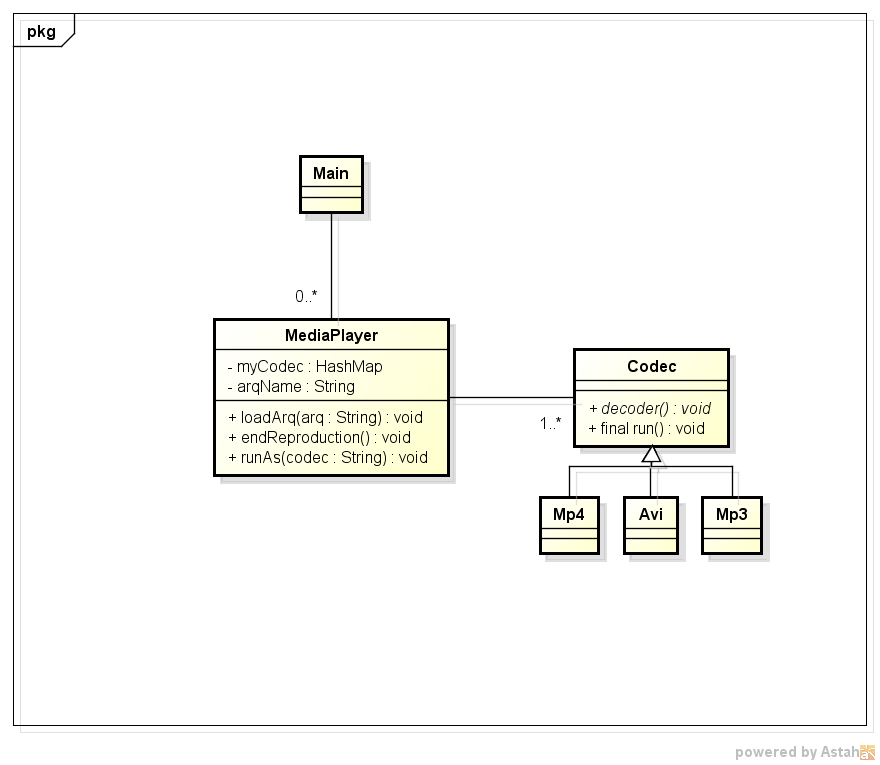 pkg
Main
0..*
MediaPlayer
- myCodec : HashMap
- arqName : String
+ loadArq(arq : String) : void
+ endReproduction() : void
+ runAs(codec : String) : void
1..*
Codec
+ decoder() : void
+ final run() : void
Mp4
Avi
Mp3
powered by Astah